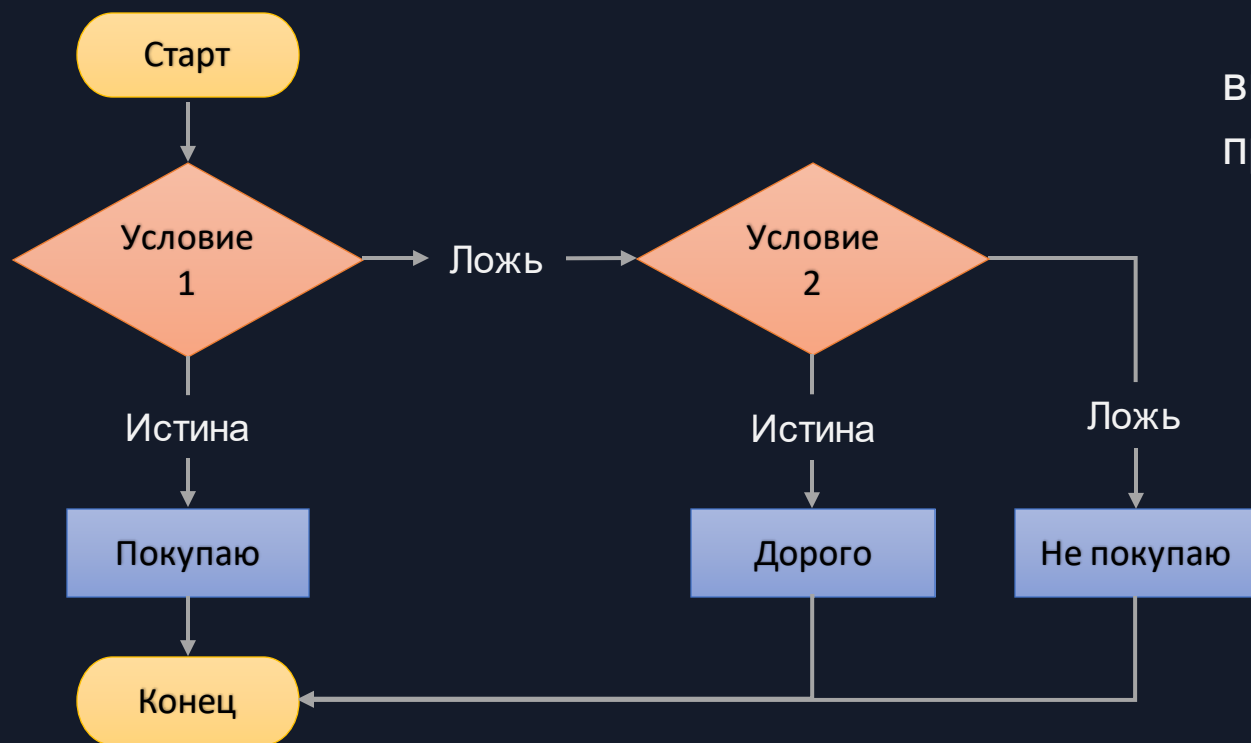 Старт
В
П
Условие
1
Ложь
Условие
2
Истина
Истина
Ложь
Покупаю
Дорого
Не покупаю
Конец